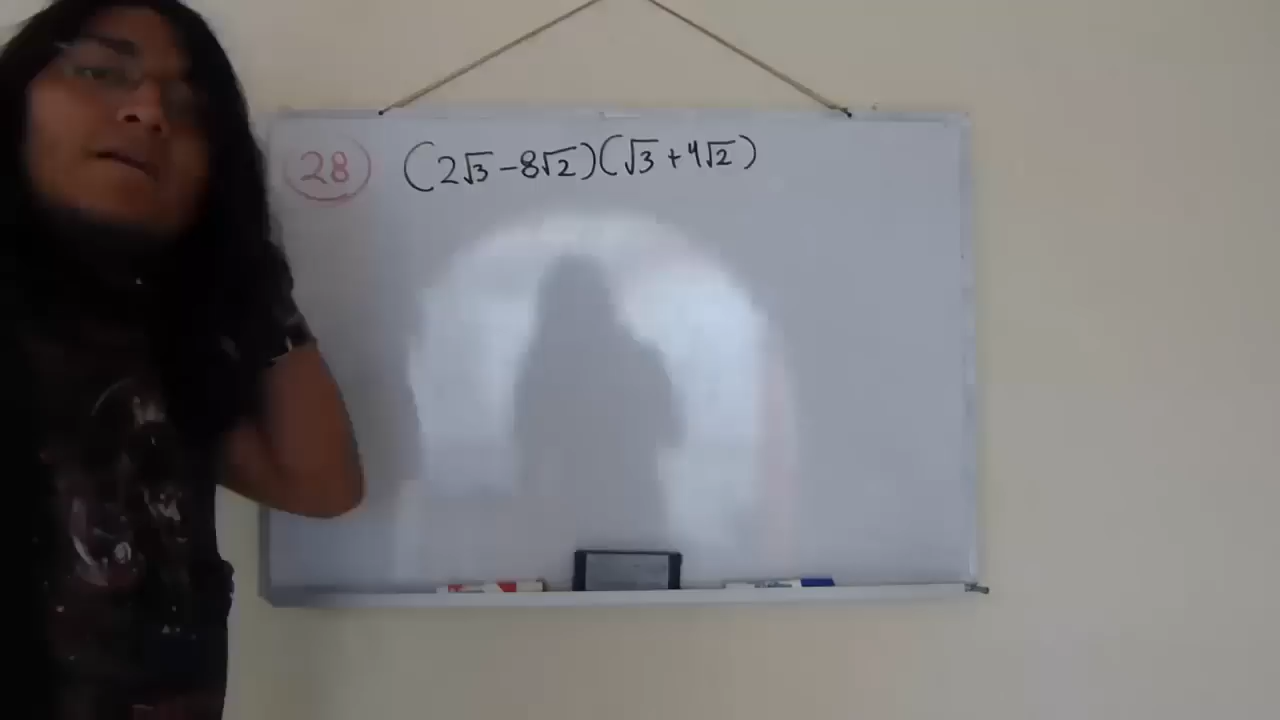 28 (2√3 - 8√2)(√3 + 4√2)